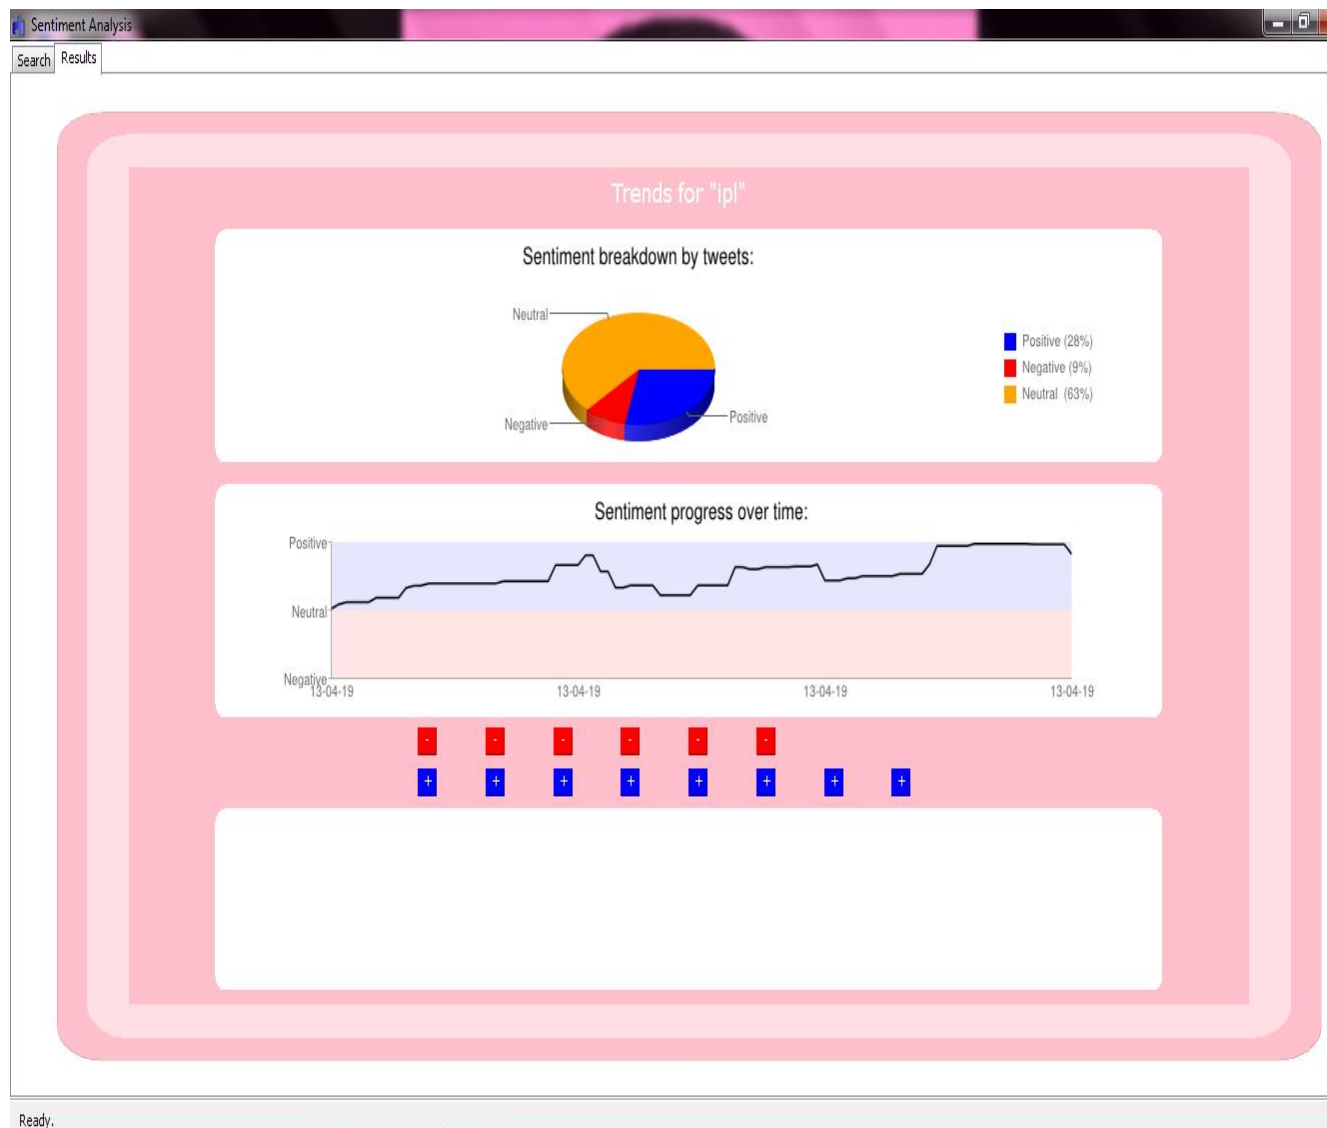 Sentiment Analysis
Search Results
Trends for "ipl"
Sentiment breakdown by tweets:
Neutral
Negative
Positive
Positive (28%)
Negative (9%)
Neutral (63%)
Sentiment progress over time:
Positive
Neutral
Negative
13-04-19 13-04-19 13-04-19 13-04-19
- - - - - -
+ + + + + + + +
Ready.